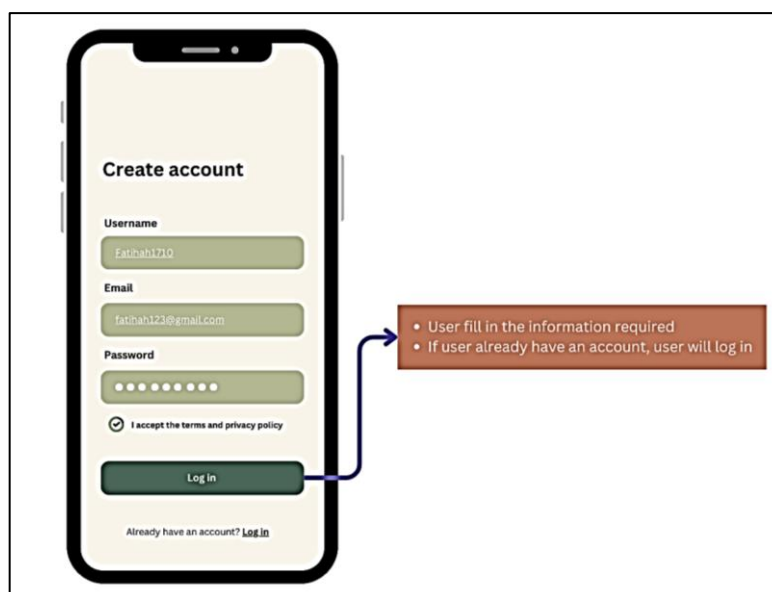 Create account
Username
Fatihah1710
Email
fatihah123@gmail.com
Password
I accept the terms and privacy policy
Log in
Already have an account? Log in
• User fill in the information required
• If user already have an account, user will log in